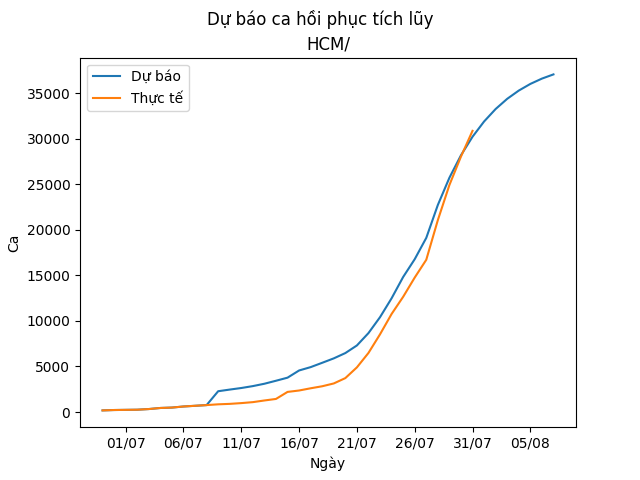 Dự báo ca hồi phục tích lũy
HCM/
Dự báo
Thực tế
35000
30000
25000
20000
15000
10000
5000
0
Ca
01/07 06/07 11/07 16/07 21/07 26/07 31/07 05/08
Ngày